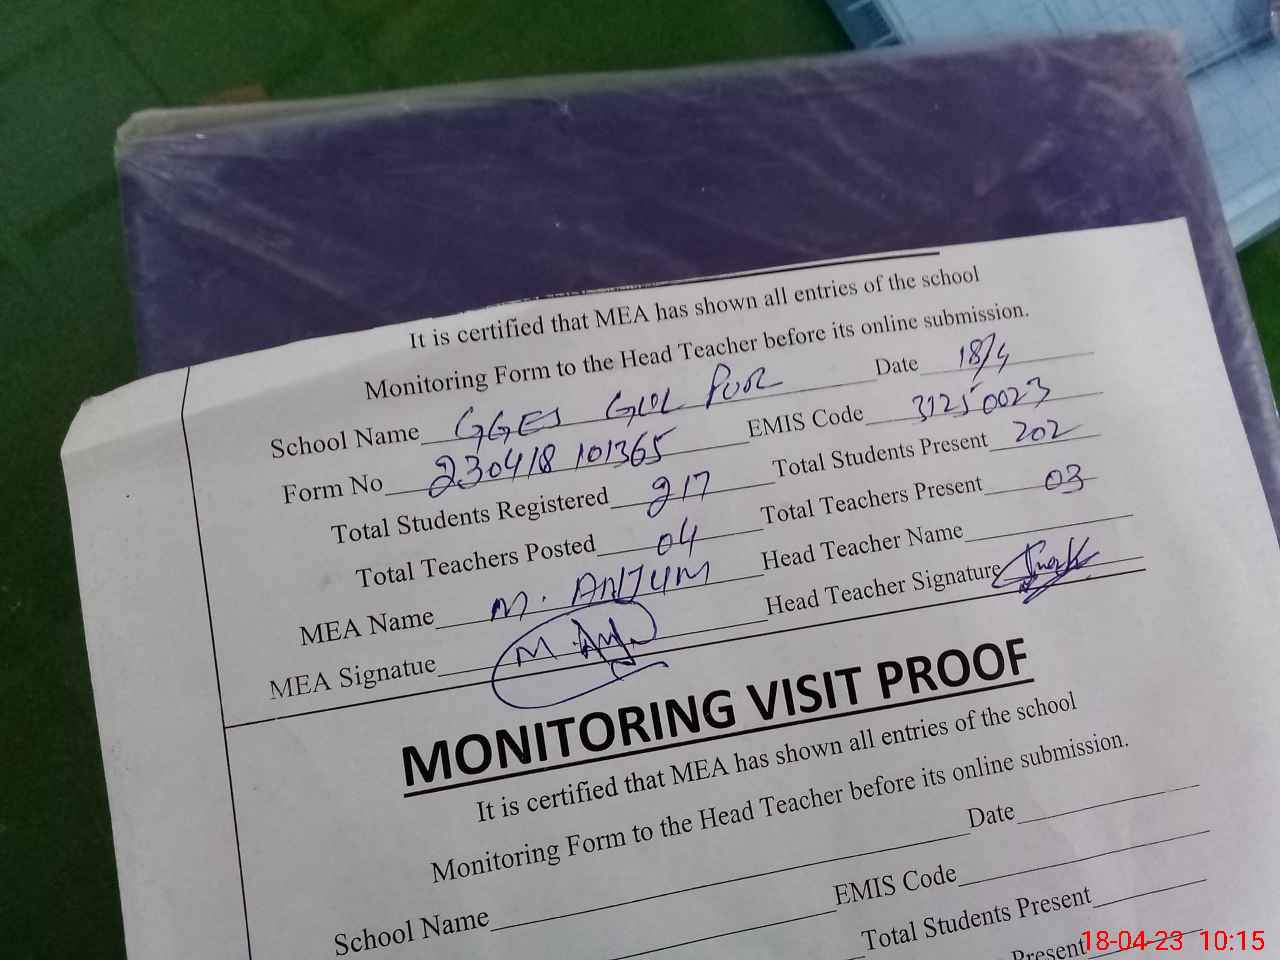 It is certified that MEA has shown all entries of the school
Monitoring Form to the Head Teacher before its online submission.
School Name GGES GUL PUR Date 18/4
Form No 230418 101365 EMIS Code 31250023
Total Students Registered 217 Total Students Present 202
Total Teachers Posted 04 Total Teachers Present 03
MEA Name M. ANJUM Head Teacher Name
MEA Signatue Head Teacher Signature
MONITORING VISIT PROOF
It is certified that MEA has shown all entries of the school
Monitoring Form to the Head Teacher before its online submission.
School Name Date
EMIS Code
Total Students Present
Present
18-04-23 10:15